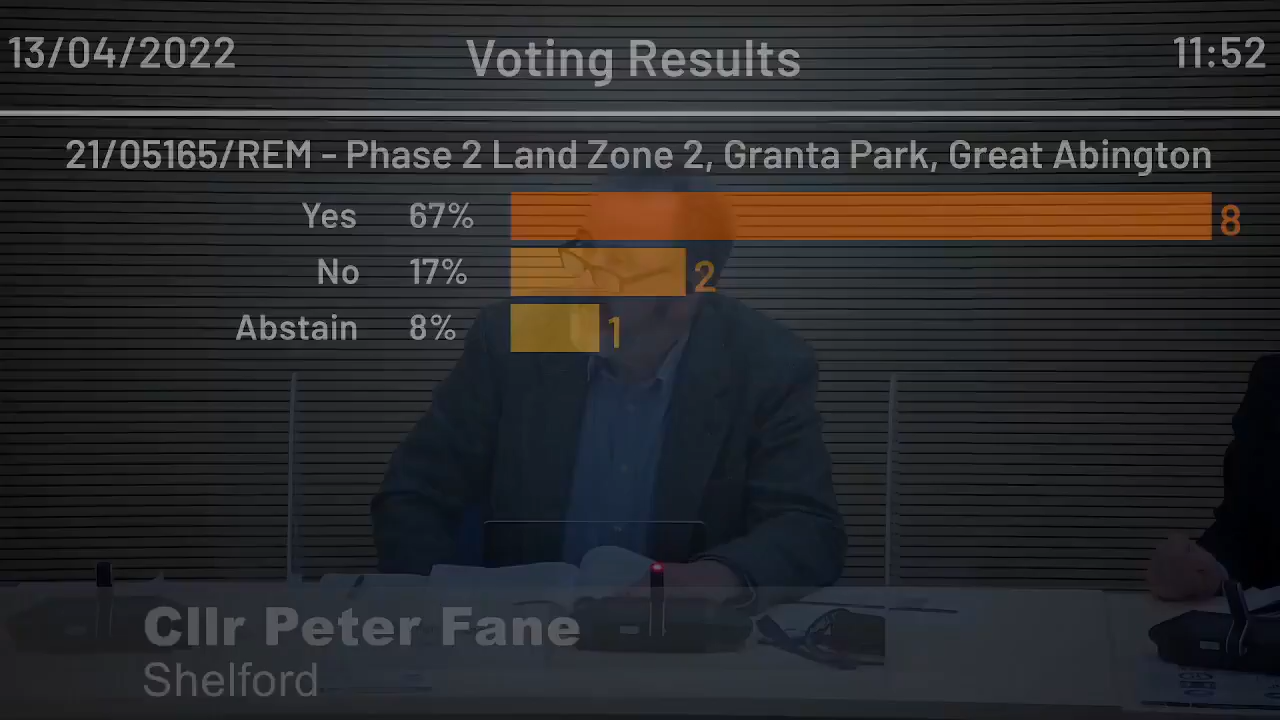 13/04/2022
Voting Results
11:52
21/05165/REM - Phase 2 Land Zone 2, Granta Park, Great Abington
Yes 67% 8
No 17% 2
Abstain 8% 1
Cllr Peter Fane
Shelford